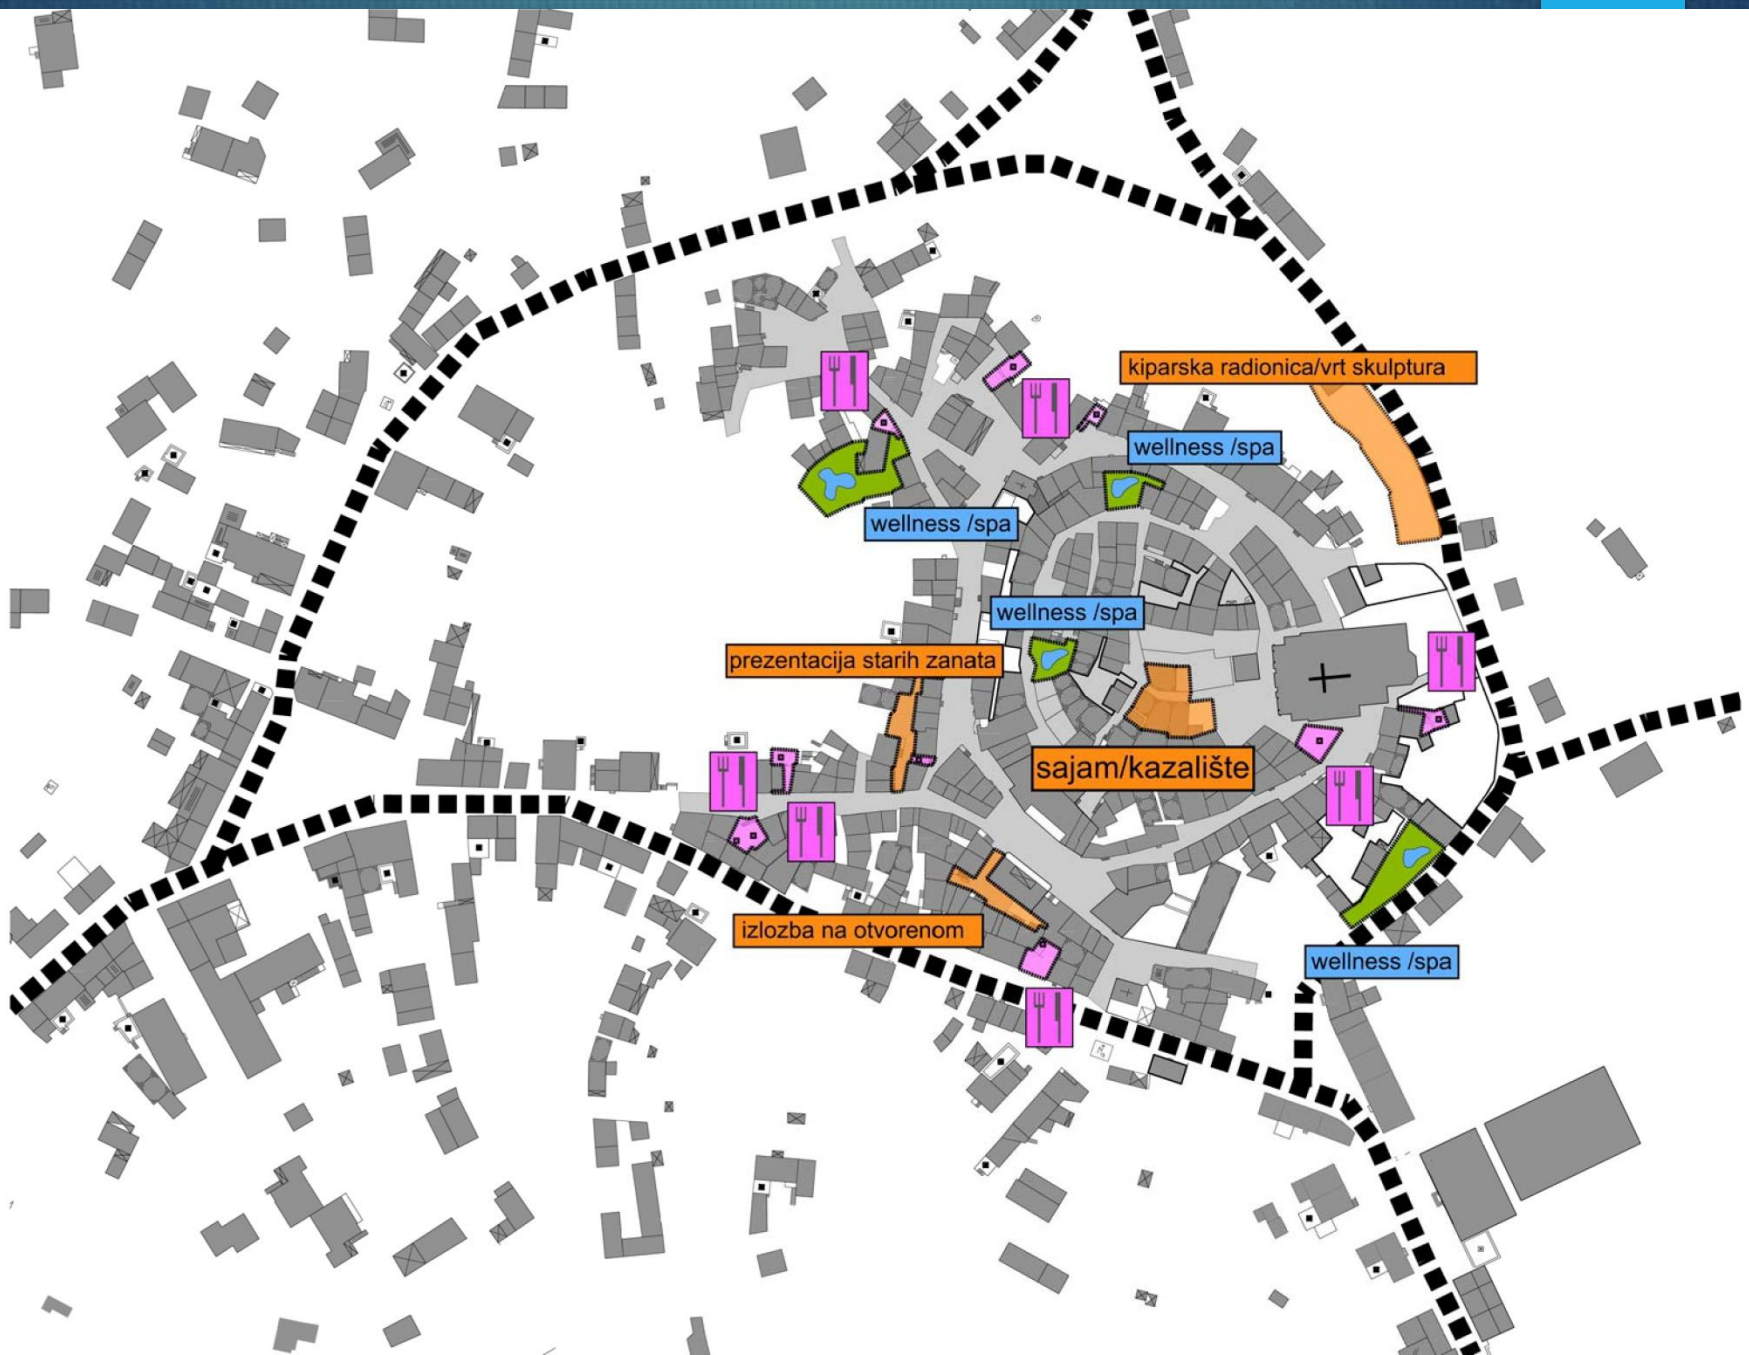 kiparska radionica/vrt skulptura
wellness /spa
wellness /spa
wellness /spa
prezentacija starih zanata
sajam/kazalište
izlozba na otvorenom
wellness /spa